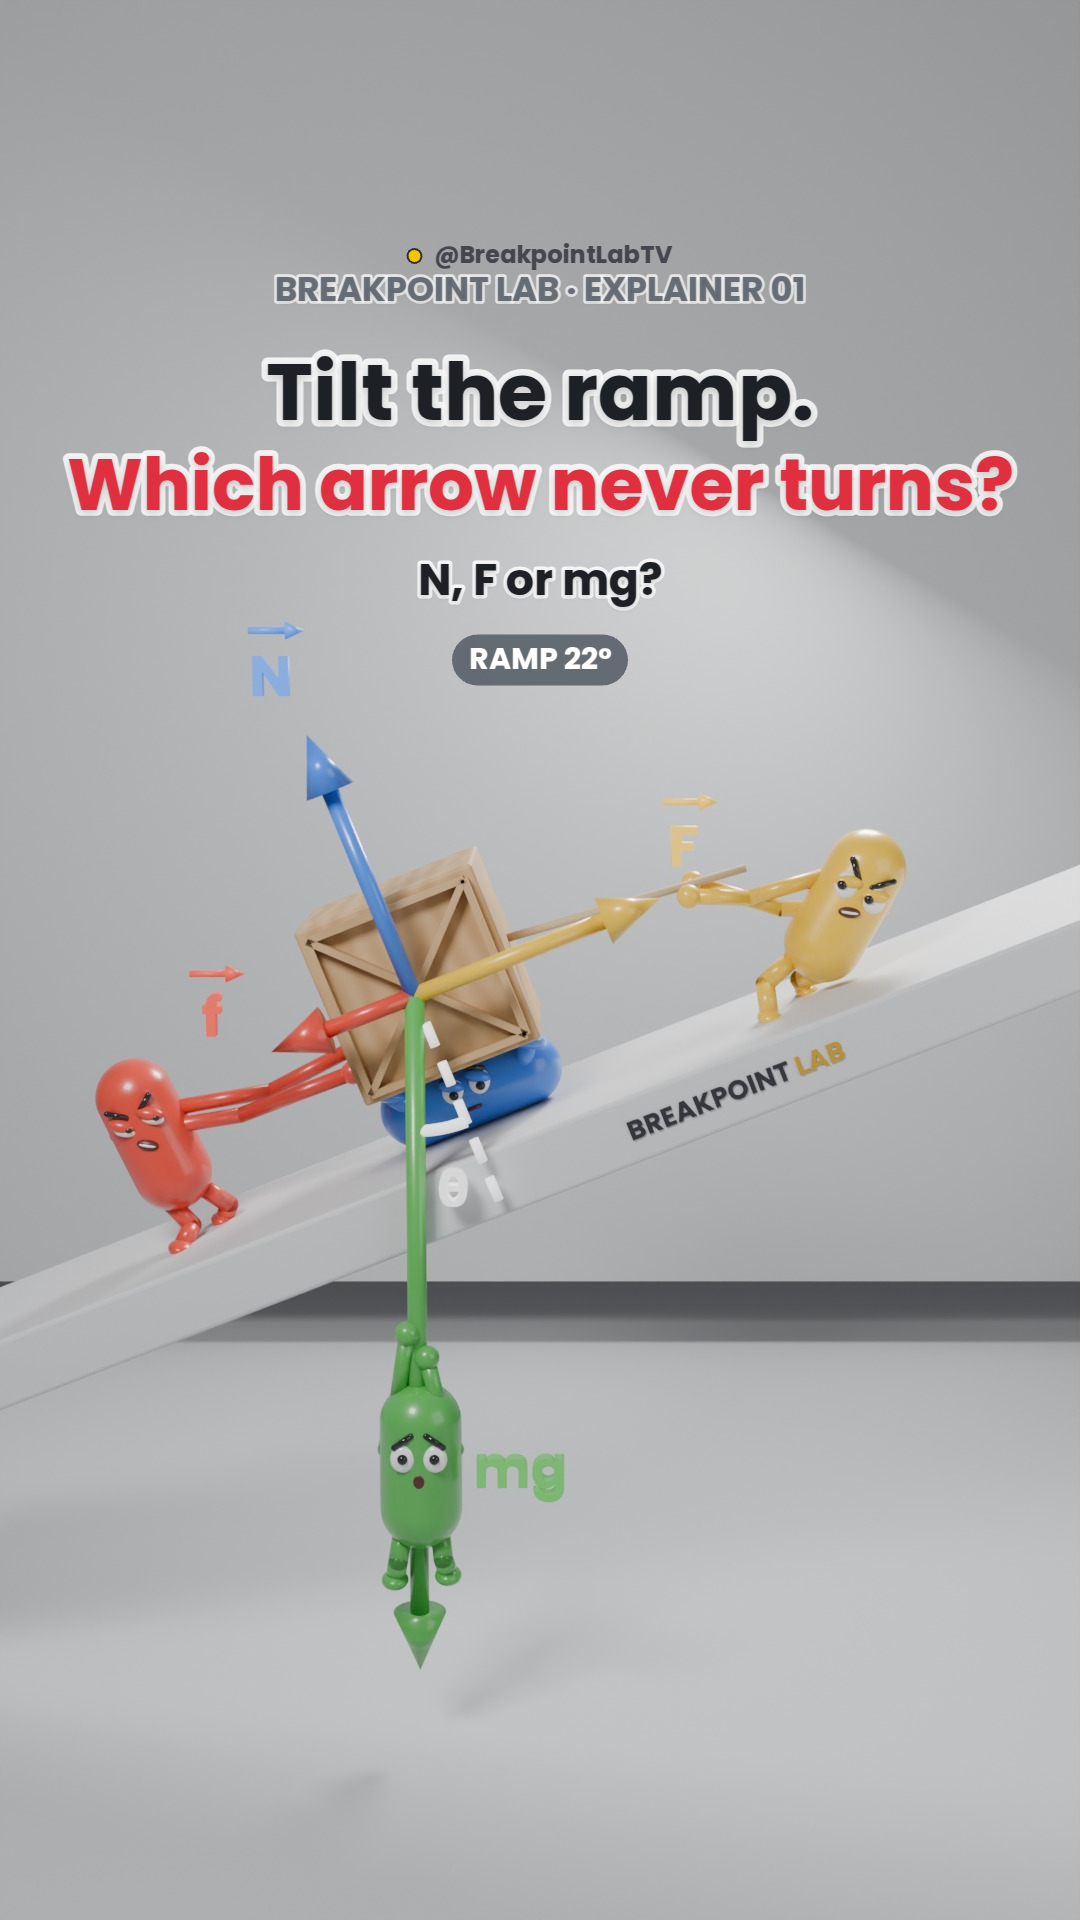 @BreakpointLabTV
BREAKPOINT LAB · EXPLAINER 01
Tilt the ramp.
Which arrow never turns?
N, F or mg?
RAMP 22°
N
F
f
BREAKPOINT LAB
θ
mg